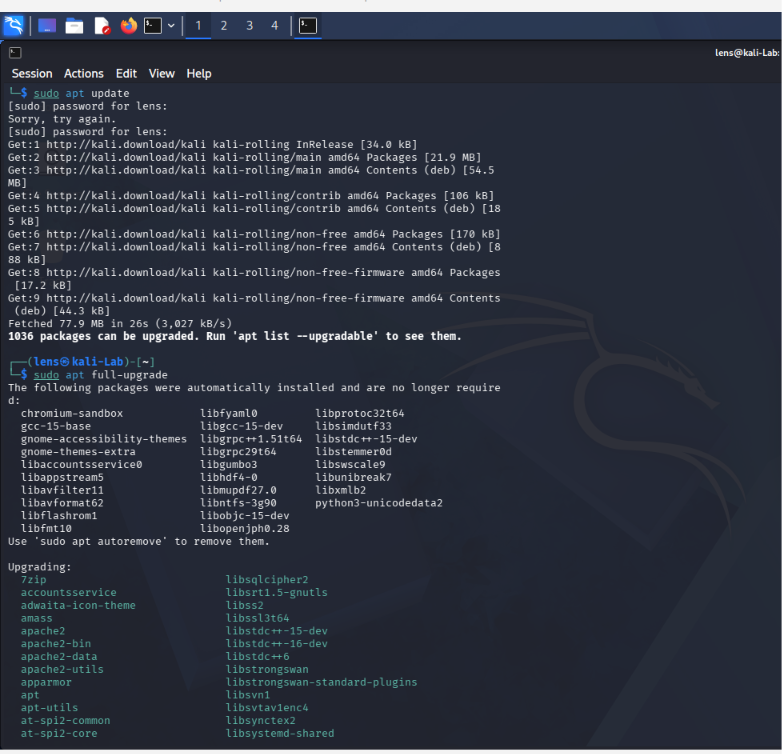 1 2 3 4
lens@kali-Lab:
Session Actions Edit View Help
└─$ sudo apt update
[sudo] password for lens:
Sorry, try again.
[sudo] password for lens:
Get:1 http://kali.download/kali kali-rolling InRelease [34.0 kB]
Get:2 http://kali.download/kali kali-rolling/main amd64 Packages [21.9 MB]
Get:3 http://kali.download/kali kali-rolling/main amd64 Contents (deb) [54.5
MB]
Get:4 http://kali.download/kali kali-rolling/contrib amd64 Packages [106 kB]
Get:5 http://kali.download/kali kali-rolling/contrib amd64 Contents (deb) [18
5 kB]
Get:6 http://kali.download/kali kali-rolling/non-free amd64 Packages [170 kB]
Get:7 http://kali.download/kali kali-rolling/non-free amd64 Contents (deb) [8
88 kB]
Get:8 http://kali.download/kali kali-rolling/non-free-firmware amd64 Packages
[17.2 kB]
Get:9 http://kali.download/kali kali-rolling/non-free-firmware amd64 Contents
(deb) [44.3 kB]
Fetched 77.9 MB in 26s (3,027 kB/s)
1036 packages can be upgraded. Run 'apt list --upgradable' to see them.
┌──(lens㉿kali-Lab)-[~]
└─$ sudo apt full-upgrade
The following packages were automatically installed and are no longer require
d:
chromium-sandbox libfyaml0 libprotoc32t64
gcc-15-base libgcc-15-dev libsimdutf33
gnome-accessibility-themes libgrpc++1.51t64 libstdc++-15-dev
gnome-themes-extra libgrpc29t64 libstemmer0d
libaccountsservice0 libgumbo3 libswscale9
libappstream5 libhdf4-0 libunibreak7
libavfilter11 libmupdf27.0 libxmlb2
libavformat62 libntfs-3g90 python3-unicodedata2
libflashrom1 libobjc-15-dev
libfmt10 libopenjph0.28
Use 'sudo apt autoremove' to remove them.
Upgrading:
7zip libsqlcipher2
accountsservice libsrt1.5-gnutls
adwaita-icon-theme libss2
amass libssl3t64
apache2 libstdc++-15-dev
apache2-bin libstdc++-16-dev
apache2-data libstdc++6
apache2-utils libstrongswan
apparmor libstrongswan-standard-plugins
apt libsvn1
apt-utils libsvtav1enc4
at-spi2-common libsynctex2
at-spi2-core libsystemd-shared